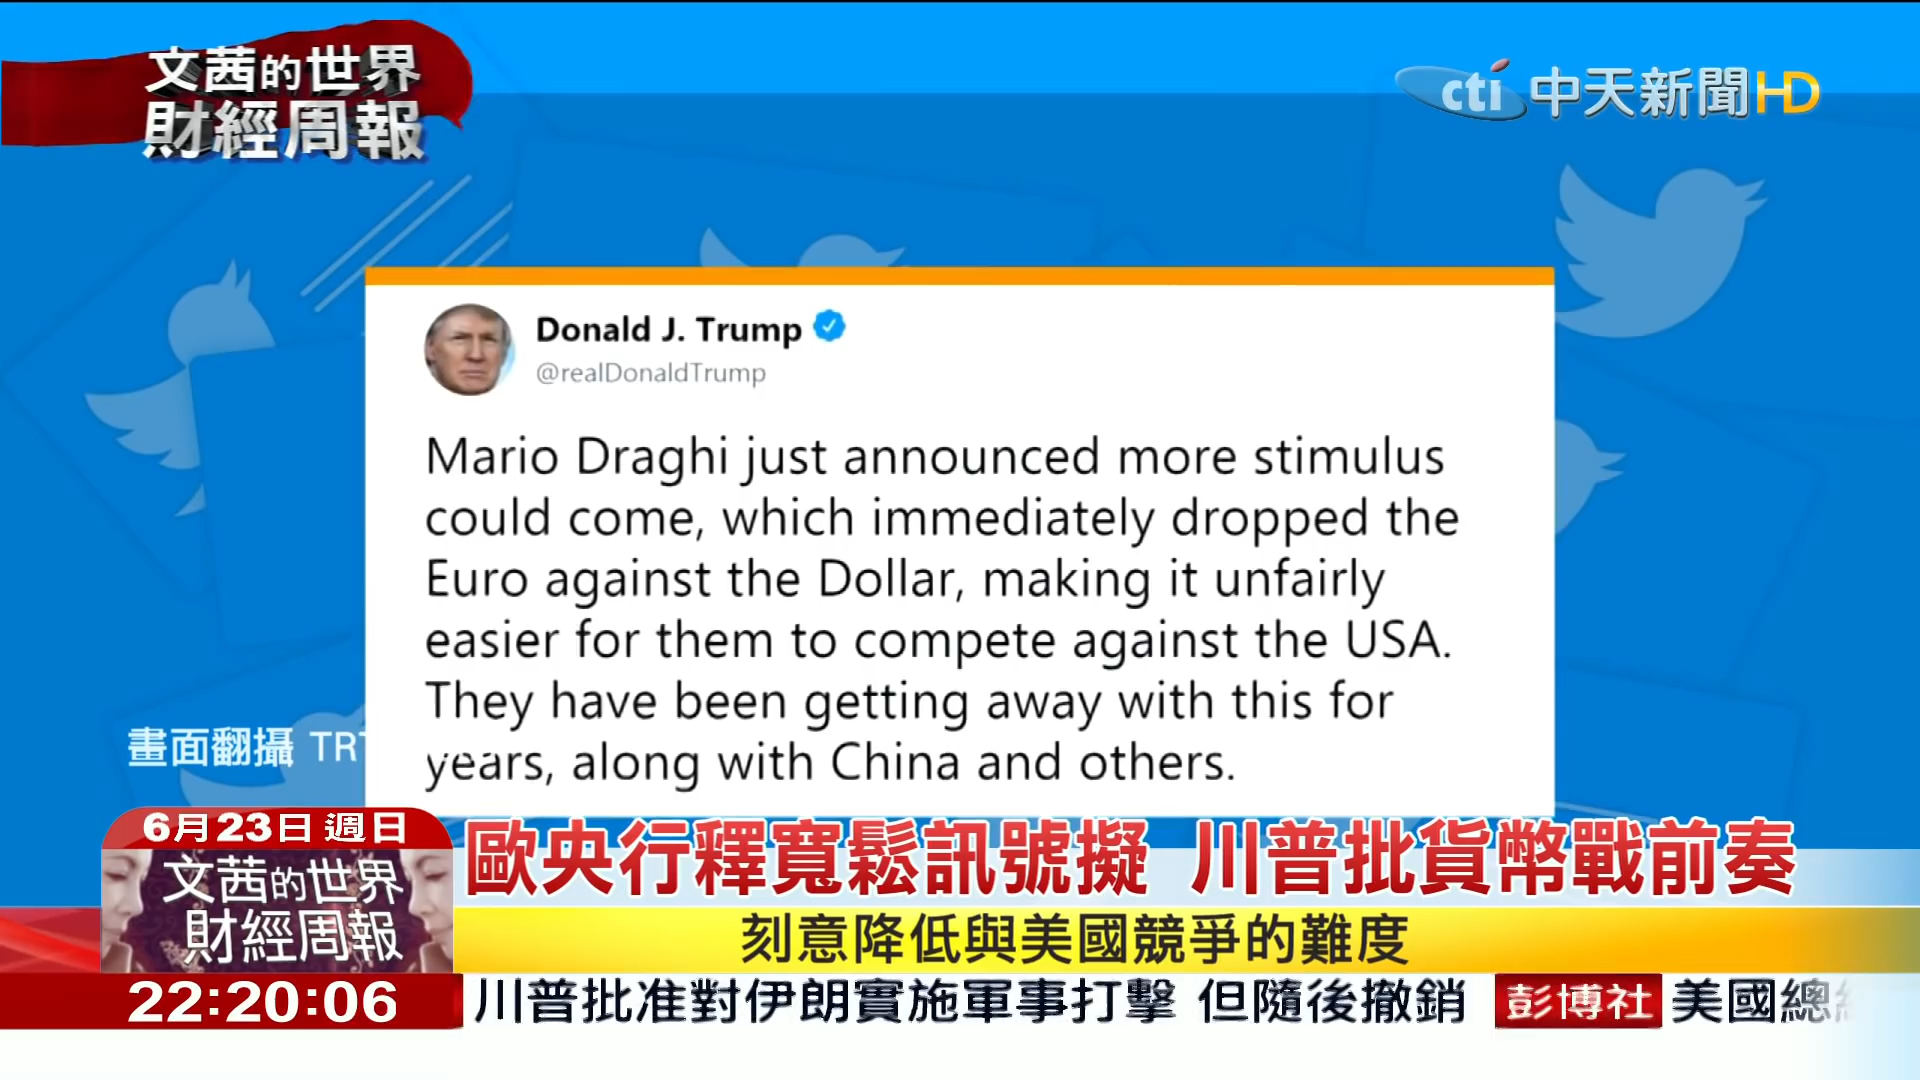 文茜的世界
財經周報
cti 中天新聞HD
Donald J. Trump
@realDonaldTrump
Mario Draghi just announced more stimulus
could come, which immediately dropped the
Euro against the Dollar, making it unfairly
easier for them to compete against the USA.
They have been getting away with this for
years, along with China and others.
畫面翻攝 TRT
6月23日 週日
文茜的世界
財經周報
歐央行釋寬鬆訊號擬 川普批貨幣戰前奏
刻意降低與美國競爭的難度
22:20:06
川普批准對伊朗實施軍事打擊 但隨後撤銷 彭博社 美國總